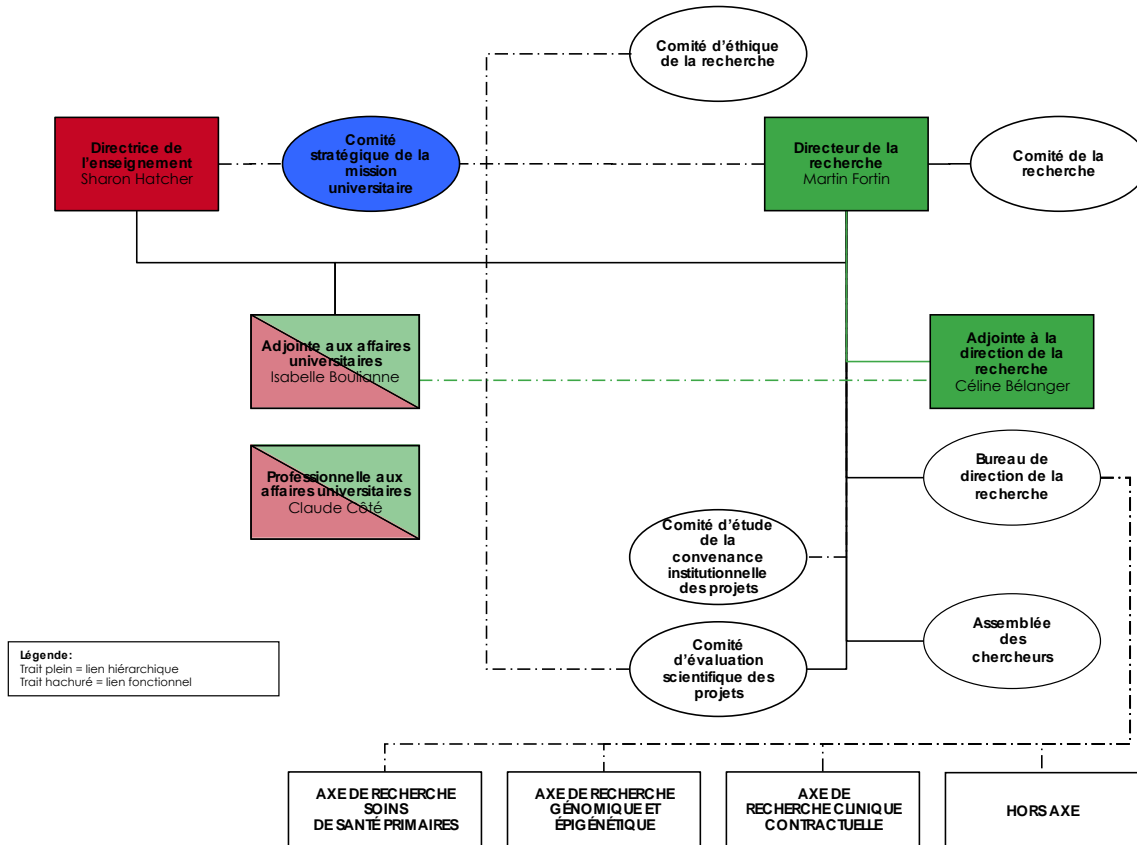 Comité d'éthique
de la recherche
Directrice de
l'enseignement
Sharon Hatcher
Comité
stratégique de la
mission
universitaire
Directeur de la
recherche
Martin Fortin
Comité de la
recherche
Adjointe aux affaires
universitaires
Isabelle Boulianne
Adjointe à la
direction de la
recherche
Céline Bélanger
Professionnelle aux
affaires universitaires
Claude Côté
Bureau de
direction de la
recherche
Comité d'étude
de la
convenance
institutionnelle
des projets
Assemblée
des
chercheurs
Comité
d'évaluation
scientifique des
projets
Légende:
Trait plein = lien hiérarchique
Trait hachuré = lien fonctionnel
AXE DE RECHERCHE
SOINS
DE SANTÉ PRIMAIRES
AXE DE RECHERCHE
GÉNOMIQUE ET
ÉPIGÉNÉTIQUE
AXE DE
RECHERCHE CLINIQUE
CONTRACTUELLE
HORS AXE